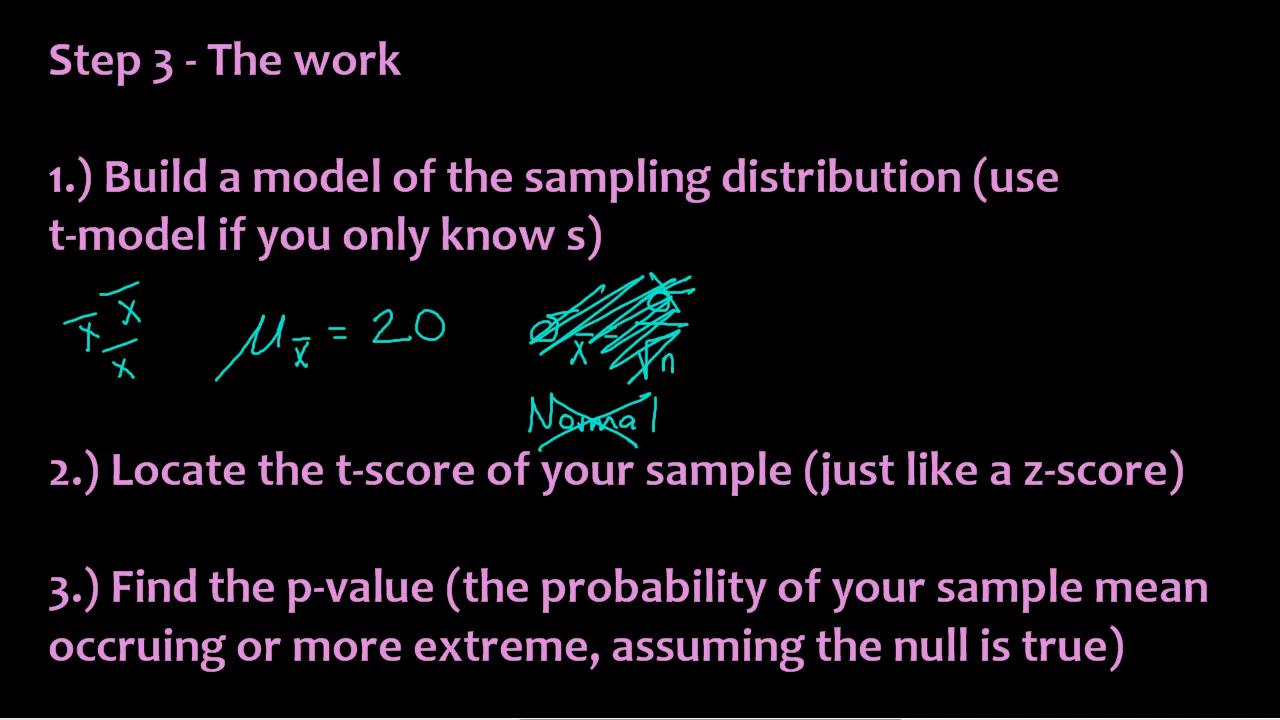 Step 3 - The work
1.) Build a model of the sampling distribution (use
t-model if you only know s)
x̄ x̄ x̄ μx̄ = 20 σx̄ = σ/√n
Normal
2.) Locate the t-score of your sample (just like a z-score)
3.) Find the p-value (the probability of your sample mean
occruing or more extreme, assuming the null is true)